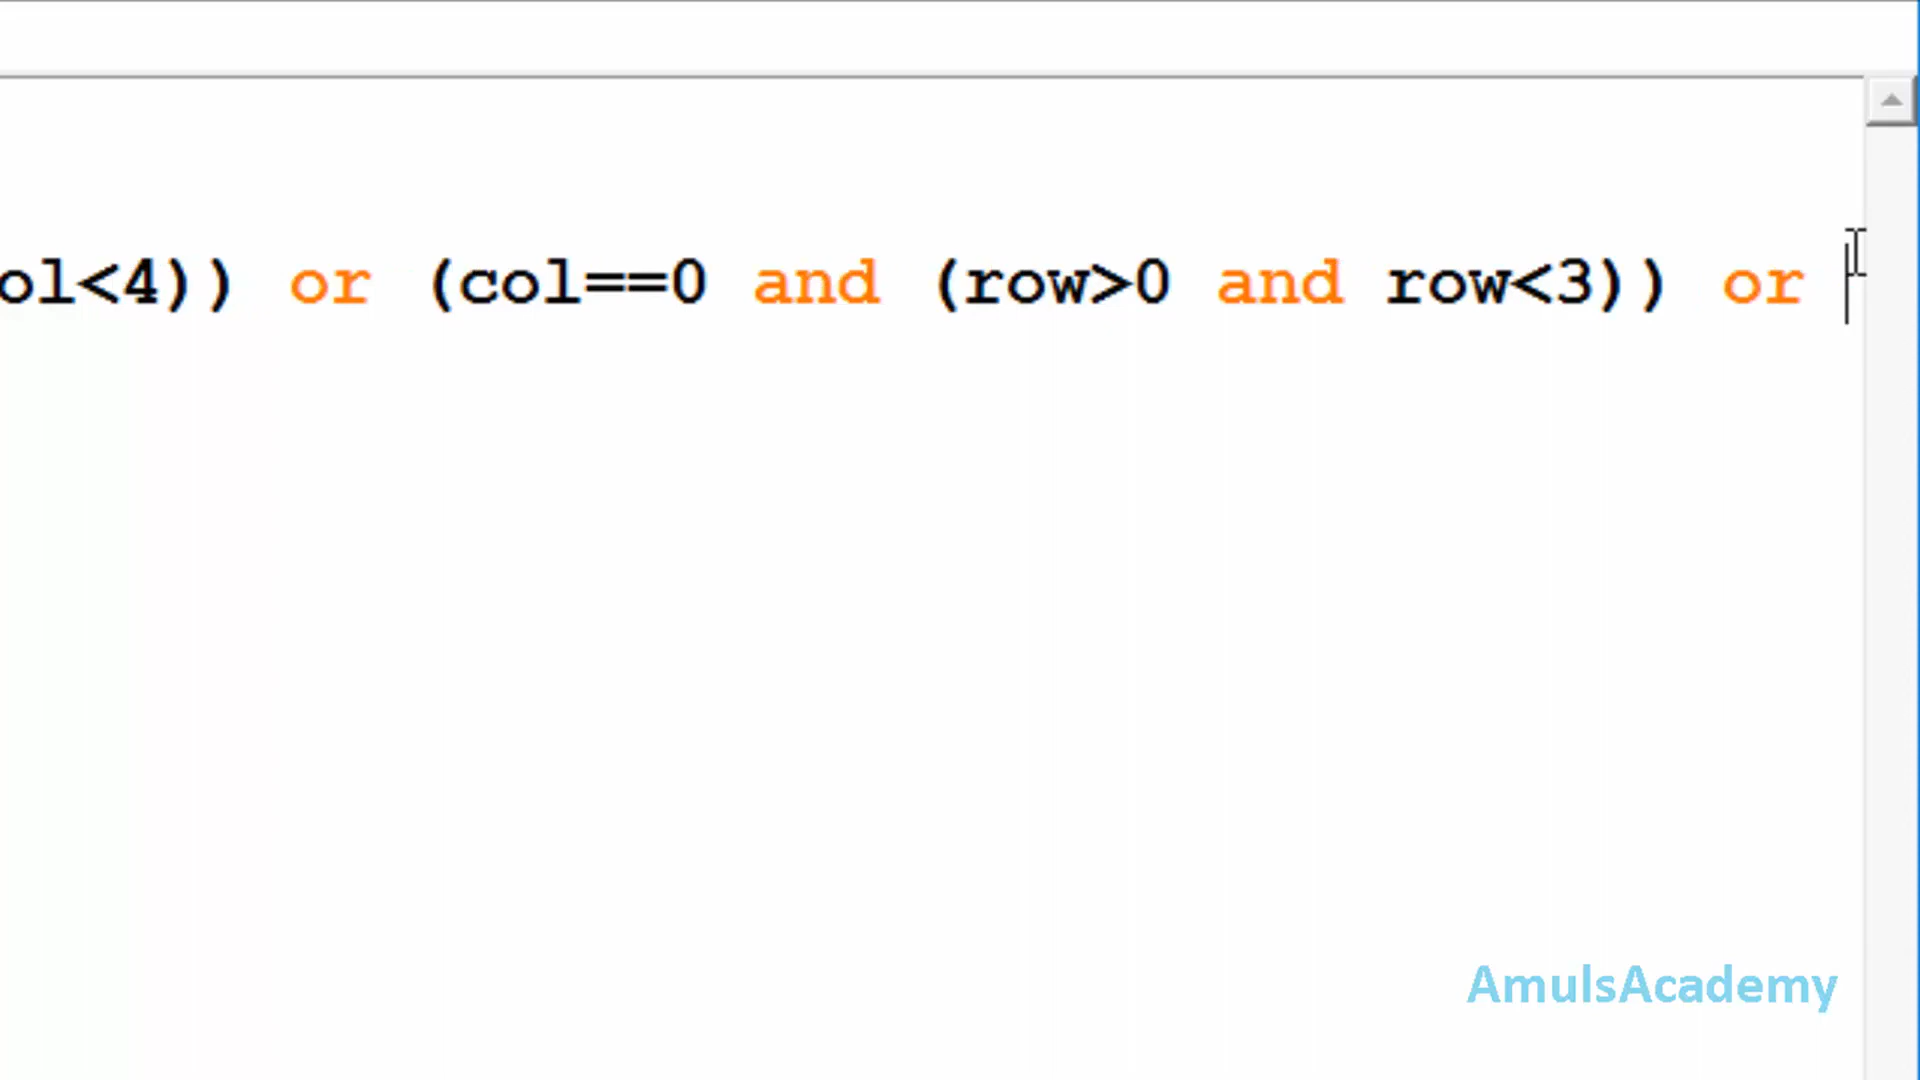 ol<4)) or (col==0 and (row>0 and row<3)) or
AmulsAcademy